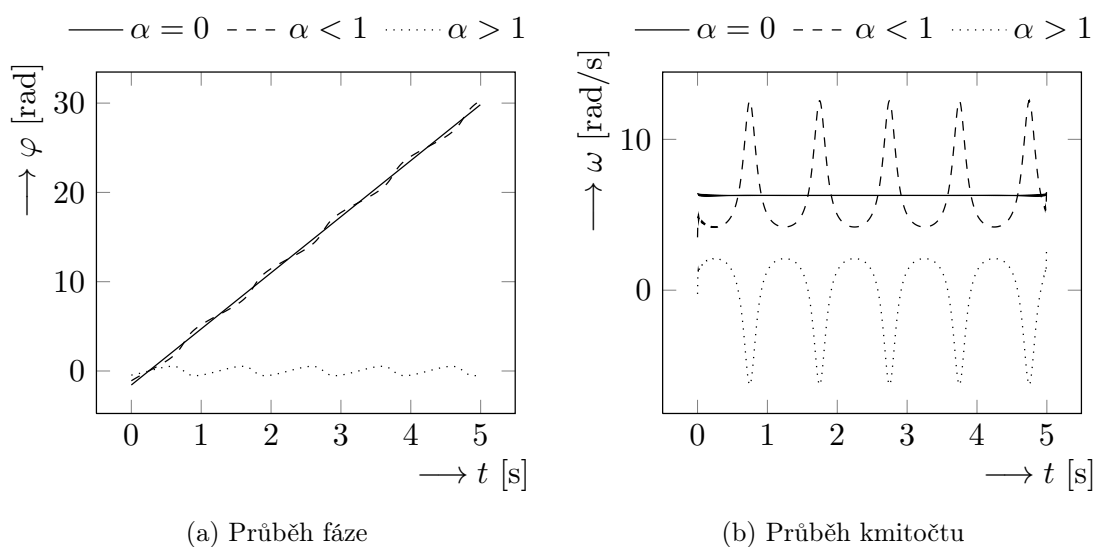 α = 0 α < 1 α > 1
φ [rad]
30
20
10
0
0 1 2 3 4 5
t [s]
(a) Průběh fáze
α = 0 α < 1 α > 1
ω [rad/s]
10
0
0 1 2 3 4 5
t [s]
(b) Průběh kmitočtu